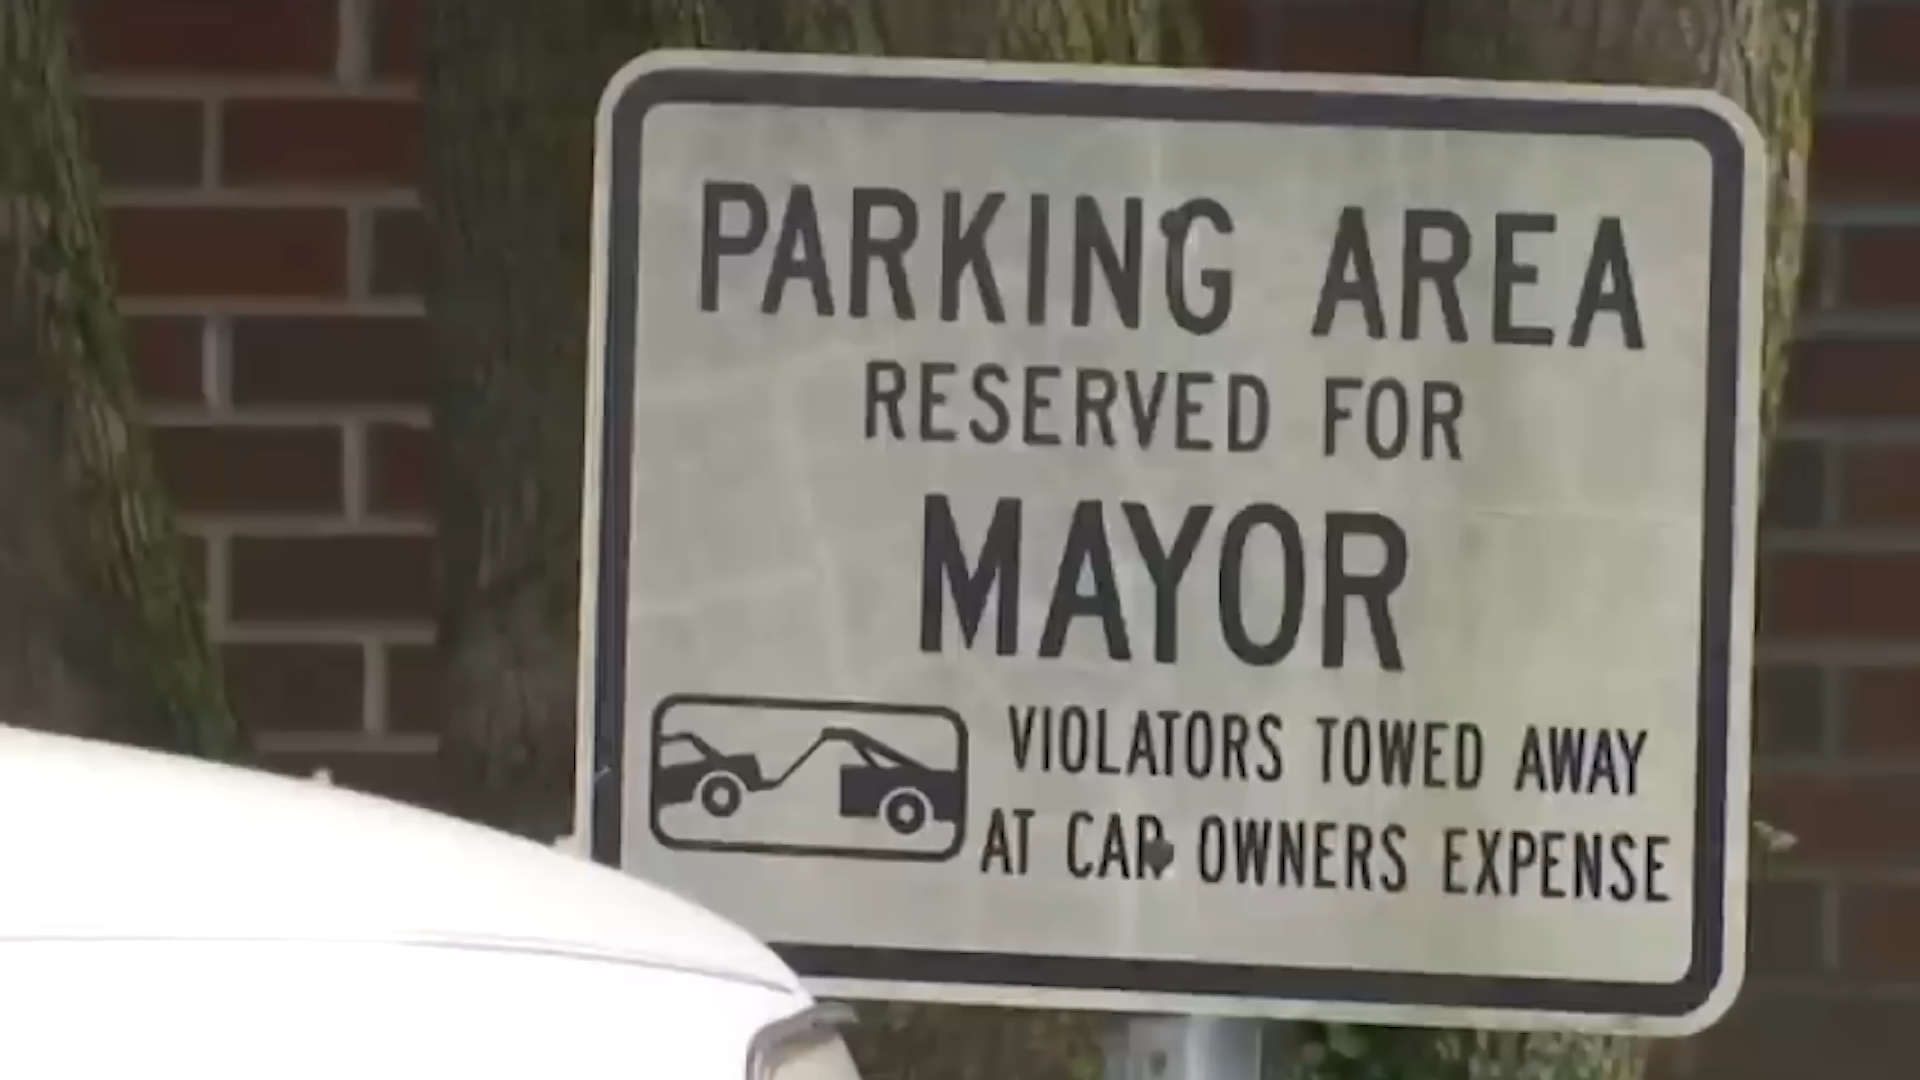 PARKING AREA
RESERVED FOR
MAYOR
VIOLATORS TOWED AWAY
AT CAR OWNERS EXPENSE